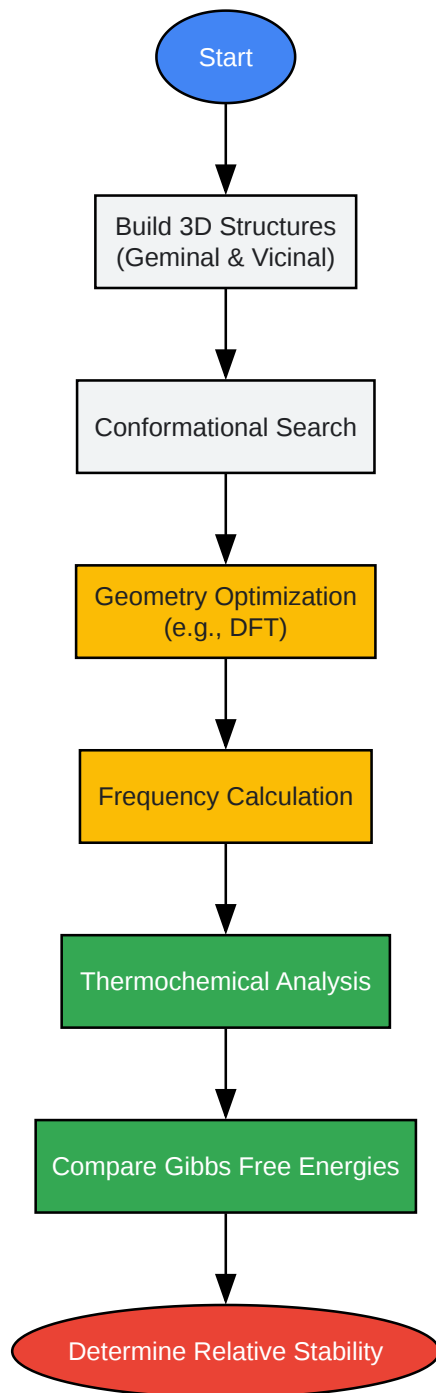 Start
Build 3D Structures
(Geminal & Vicinal)
Conformational Search
Geometry Optimization
(e.g., DFT)
Frequency Calculation
Thermochemical Analysis
Compare Gibbs Free Energies
Determine Relative Stability